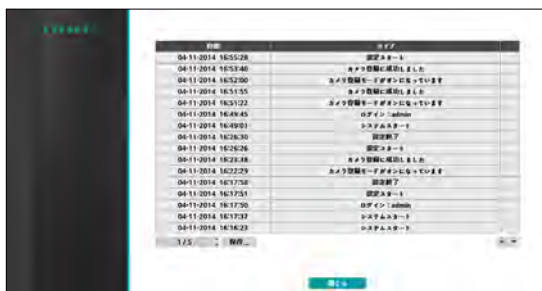 時間 タイプ
04-11-2014 16:55:28 設定スタート
04-11-2014 16:53:40 カメラ登録に成功しました
04-11-2014 16:52:00 カメラ登録モードがオンになっています
04-11-2014 16:51:55 カメラ登録に成功しました
04-11-2014 16:51:22 カメラ登録モードがオンになっています
04-11-2014 16:49:45 ログイン：admin
04-11-2014 16:49:03 システムスタート
04-11-2014 16:26:30 設定終了
04-11-2014 16:26:26 設定スタート
04-11-2014 16:23:38 カメラ登録に成功しました
04-11-2014 16:22:29 カメラ登録モードがオンになっています
04-11-2014 16:17:58 設定終了
04-11-2014 16:17:51 設定スタート
04-11-2014 16:17:50 ログイン：admin
04-11-2014 16:17:37 システムスタート
04-11-2014 16:16:23 システムスタート
1 / 5 保存...
閉じる